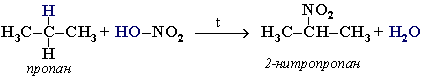 H NO₂
H₃C–C–CH₃ + HO–NO₂ t H₃C–CH–CH₃ + H₂O
H
пропан 2-нитропропан